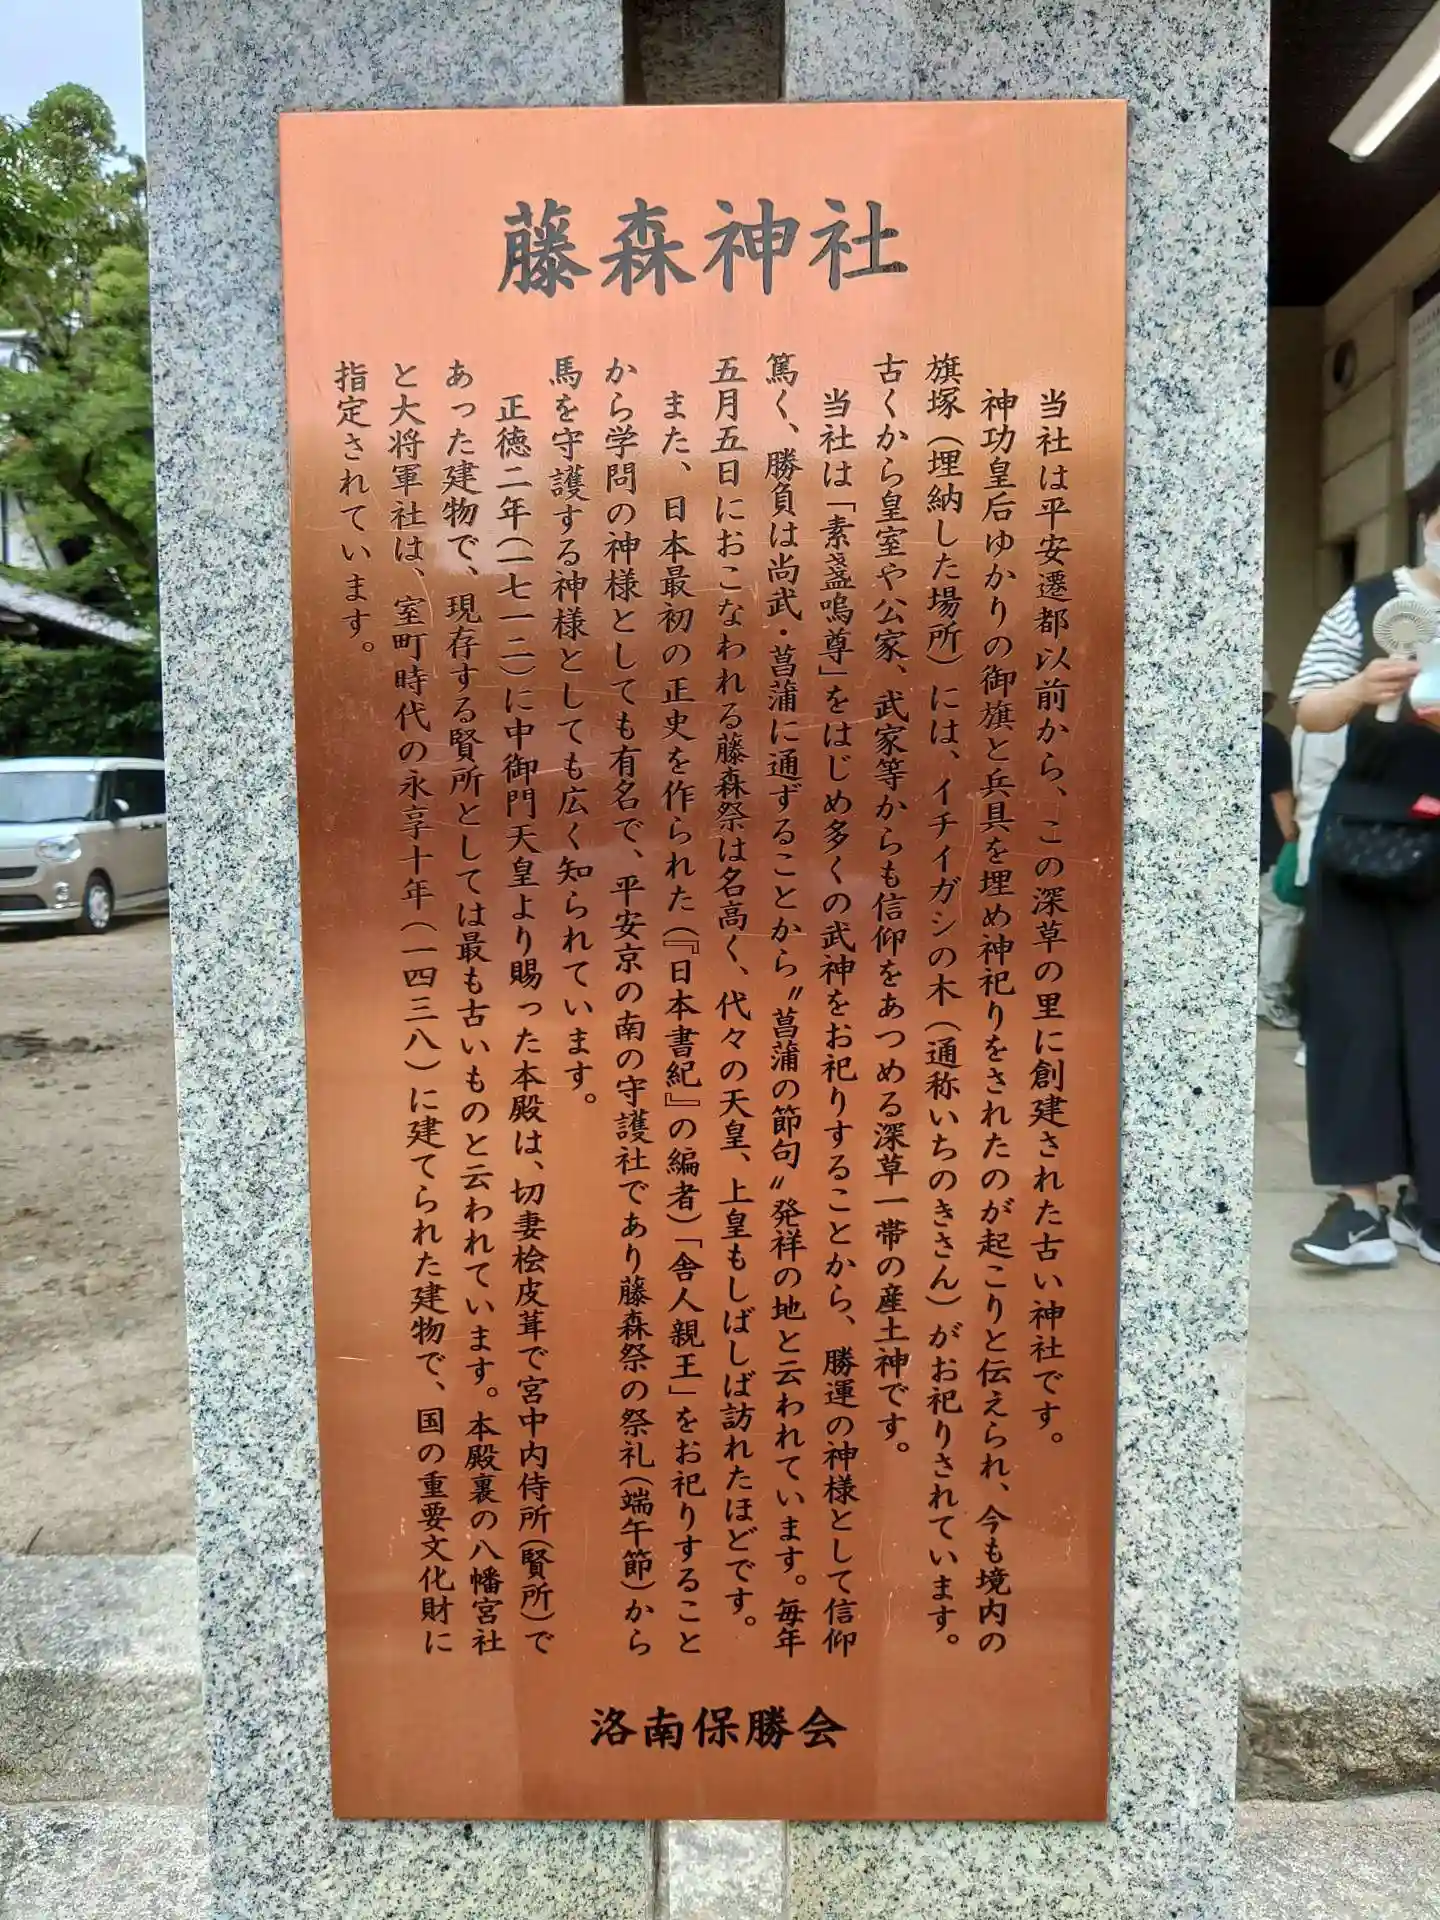 藤森神社
当社は平安遷都以前から、この深草の里に創建された古い神社です。
神功皇后ゆかりの御旗と兵具を埋め神祀りをされたのが起こりと伝えられ、今も境内の
旗塚（埋納した場所）には、イチイガシの木（通称いちのきさん）がお祀りされています。
古くから皇室や公家、武家等からも信仰をあつめる深草一帯の産土神です。
当社は「素盞嗚尊」をはじめ多くの武神をお祀りすることから、勝運の神様として信仰
篤く、勝負は尚武・菖蒲に通ずることから〃菖蒲の節句〃発祥の地と云われています。毎年
五月五日におこなわれる藤森祭は名高く、代々の天皇、上皇もしばしば訪れたほどです。
また、日本最初の正史を作られた（『日本書紀』の編者）「舎人親王」をお祀りすること
から学問の神様としても有名で、平安京の南の守護社であり藤森祭の祭礼（端午節）から
馬を守護する神様としても広く知られています。
正徳二年（一七一二）に中御門天皇より賜った本殿は、切妻桧皮葺で宮中内侍所（賢所）で
あった建物で、現存する賢所としては最も古いものと云われています。本殿裏の八幡宮社
と大将軍社は、室町時代の永享十年（一四三八）に建てられた建物で、国の重要文化財に
指定されています。
洛南保勝会